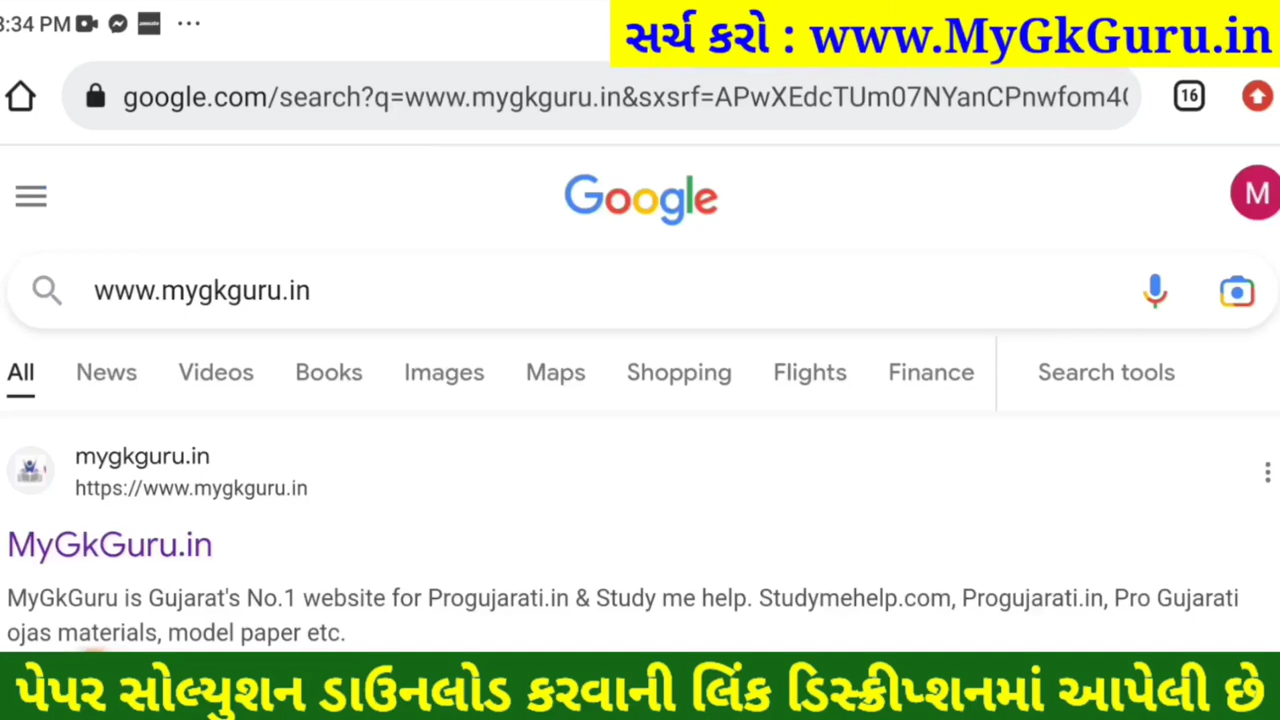 3:34 PM
સર્ચ કરો : www.MyGkGuru.in
google.com/search?q=www.mygkguru.in&sxsrf=APwXEdcTUm07NYanCPnwfom4
16
Google
M
www.mygkguru.in
All News Videos Books Images Maps Shopping Flights Finance Search tools
mygkguru.in
https://www.mygkguru.in
MyGkGuru.in
MyGkGuru is Gujarat's No.1 website for Progujarati.in & Study me help. Studymehelp.com, Progujarati.in, Pro Gujarati
ojas materials, model paper etc.
પેપર સોલ્યુશન ડાઉનલોડ કરવાની લિંક ડિસ્ક્રીપ્શનમાં આપેલી છે